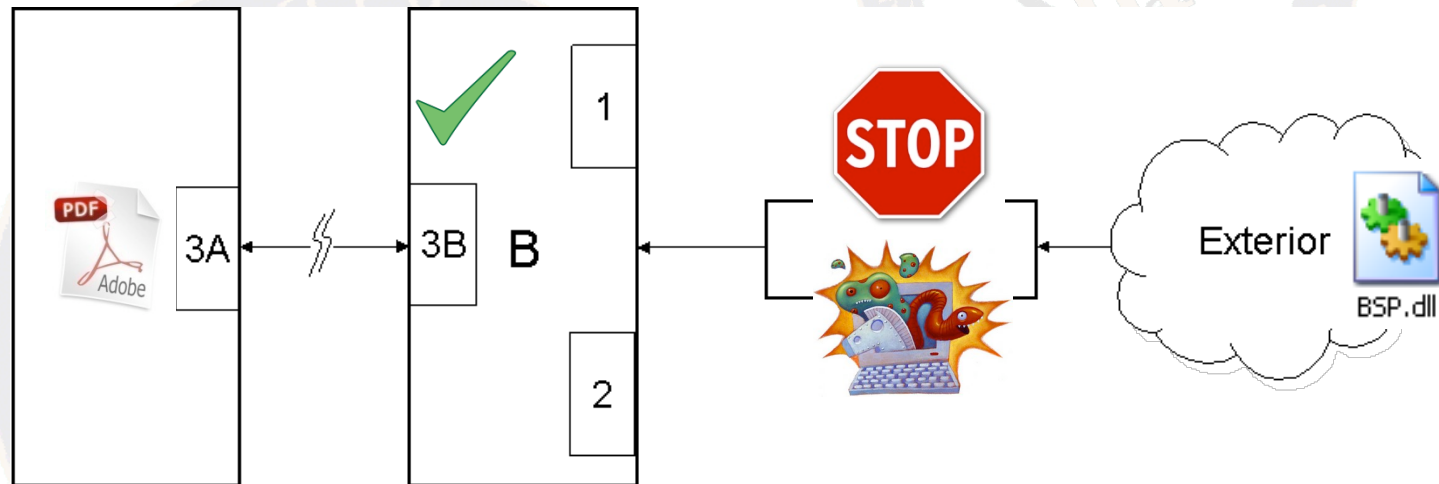 PDF
Adobe
3A
3B
B
1
2
STOP
Exterior
BSP.dll